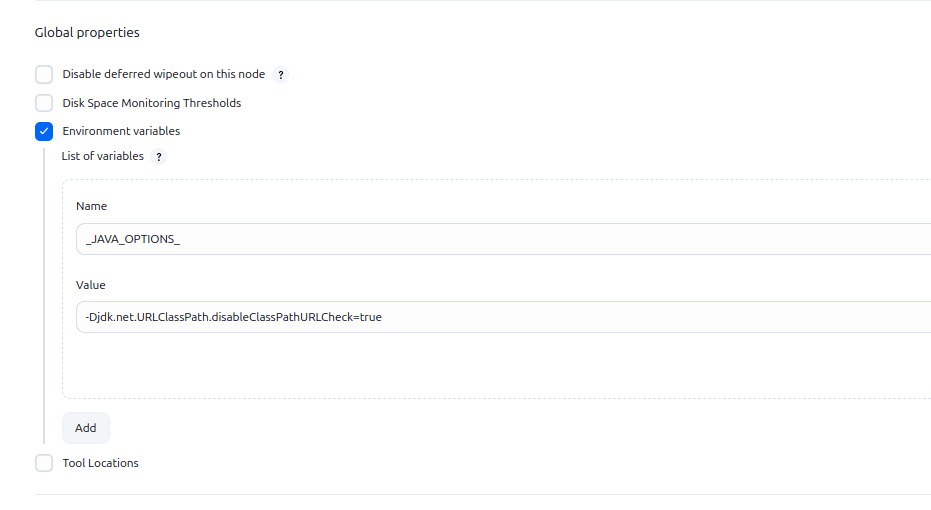 Global properties
Disable deferred wipeout on this node ?
Disk Space Monitoring Thresholds
Environment variables
List of variables ?
Name
_JAVA_OPTIONS_
Value
-Djdk.net.URLClassPath.disableClassPathURLCheck=true
Add
Tool Locations